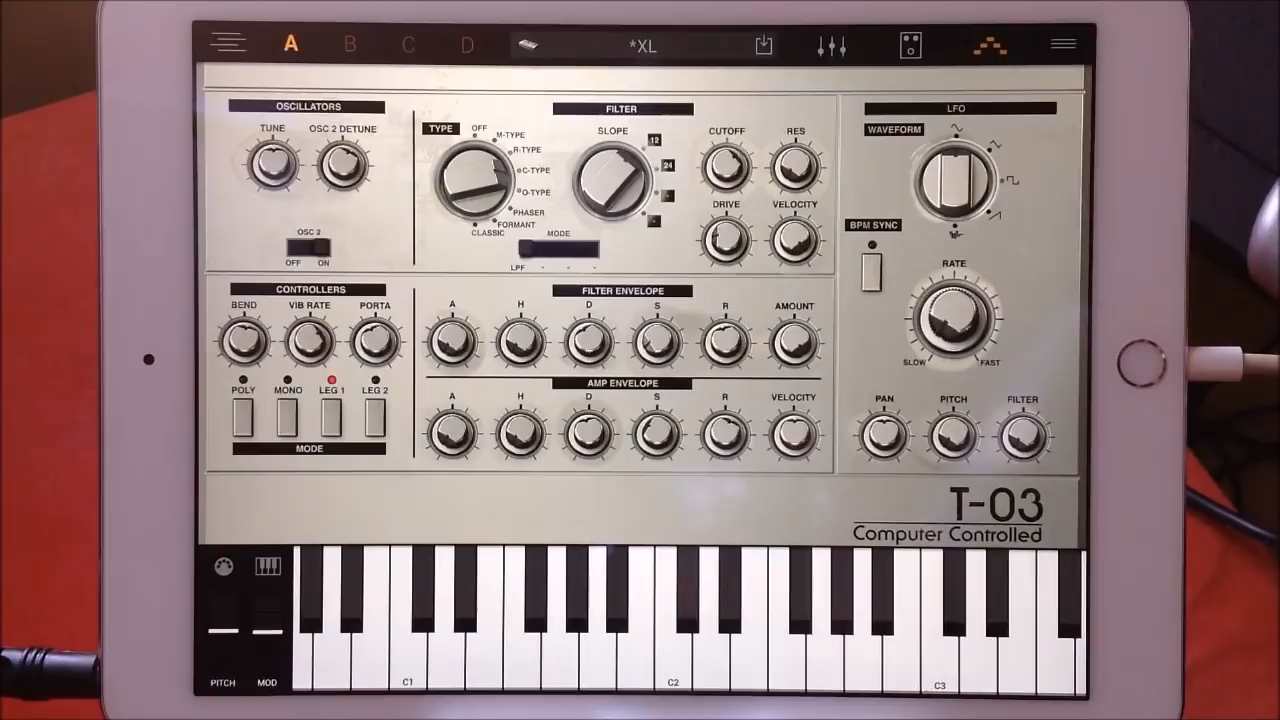 A B C D *XL
OSCILLATORS
TUNE OSC 2 DETUNE
OSC 2
OFF ON
FILTER
TYPE
OFF
M-TYPE
R-TYPE
C-TYPE
O-TYPE
PHASER
FORMANT
CLASSIC
SLOPE
12
24
MODE
LPF
CUTOFF RES
DRIVE VELOCITY
LFO
WAVEFORM
BPM SYNC
RATE
SLOW FAST
PAN PITCH FILTER
CONTROLLERS
BEND VIB RATE PORTA
POLY MONO LEG 1 LEG 2
MODE
FILTER ENVELOPE
A H D S R AMOUNT
AMP ENVELOPE
A H D S R VELOCITY
T-03
Computer Controlled
PITCH MOD
C1 C2 C3